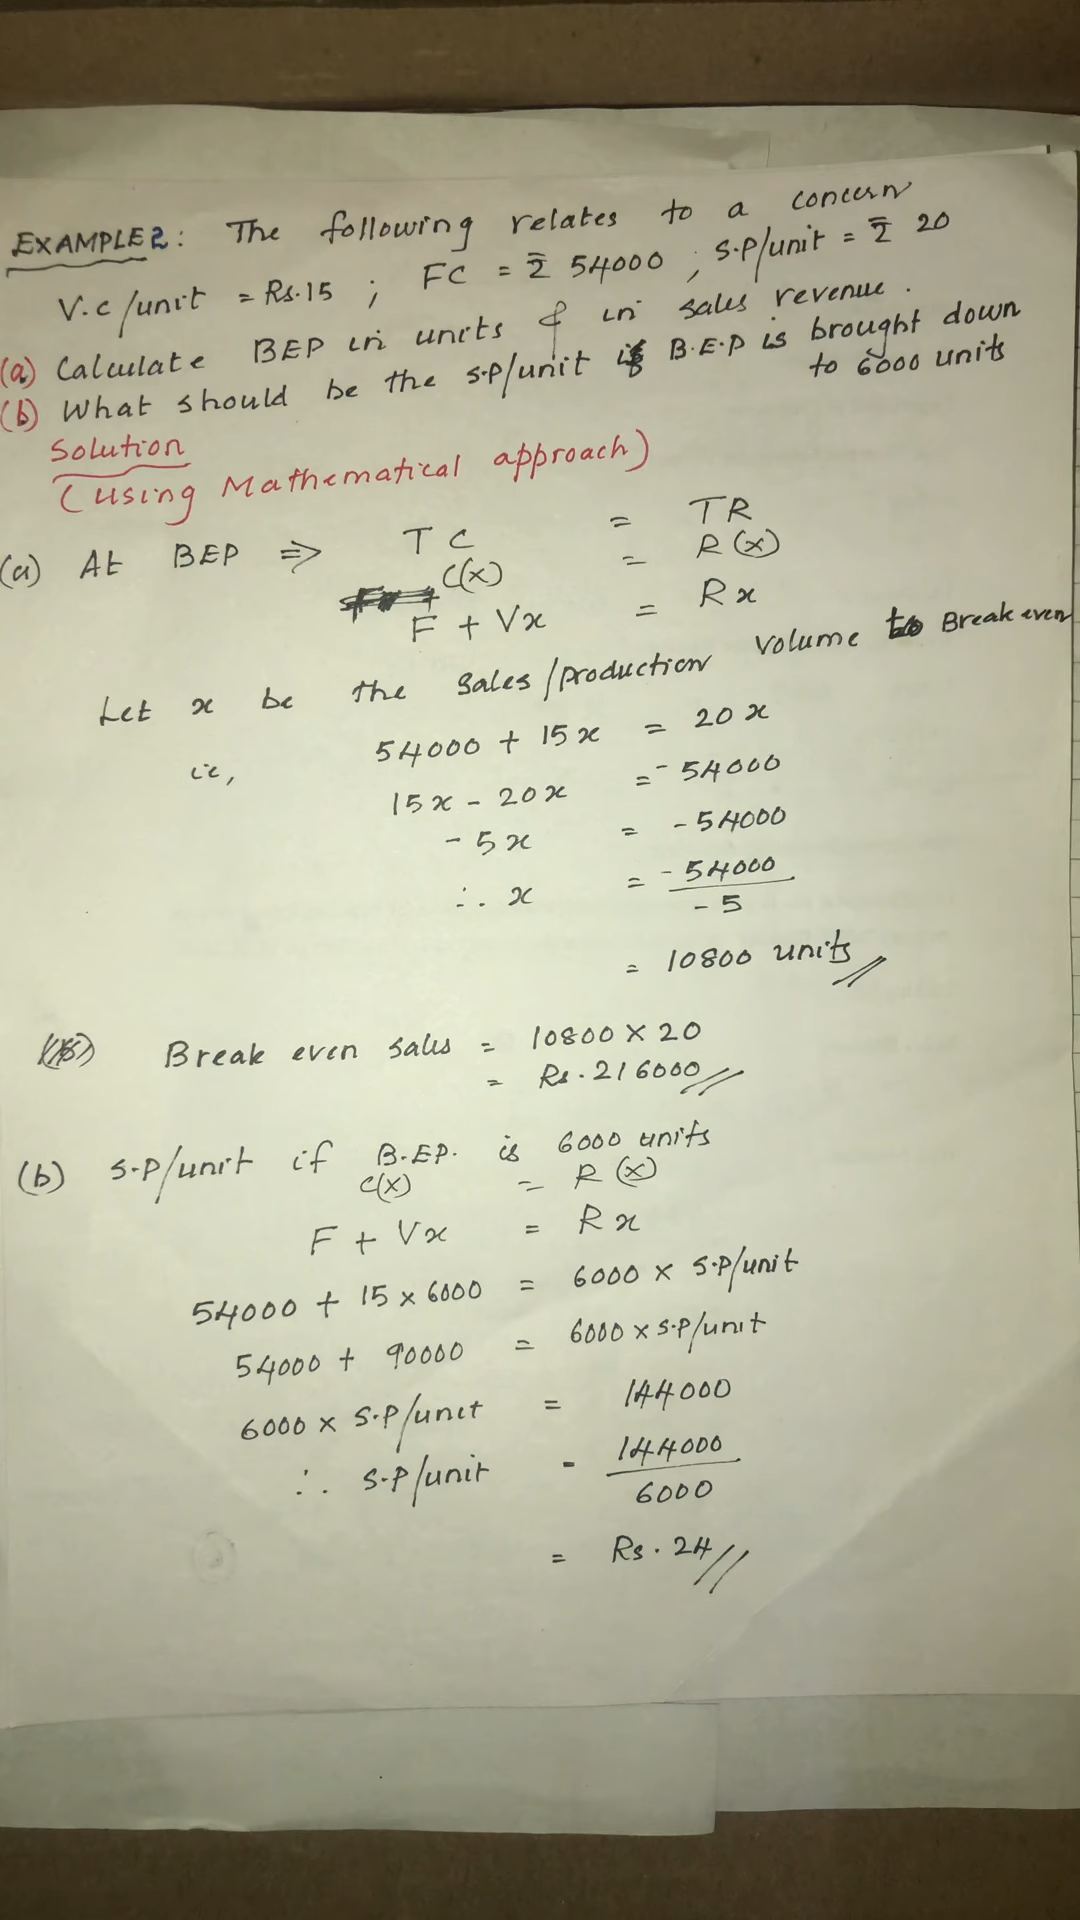 EXAMPLE 2: The following relates to a concern
V.C/unit = Rs.15 ; FC = ₹ 54000 ; S.P/unit = ₹ 20
(a) Calculate BEP in units & in sales revenue.
(b) What should be the S.P/unit if B.E.P is brought down
to 6000 units
Solution
(Using Mathematical approach)
(a) At BEP ⇒ TC = TR
C(x) = R(x)
F + Vx = Rx
Let x be the sales/production volume to Break even
ie, 54000 + 15x = 20x
15x - 20x = -54000
-5x = -54000
∴ x = -54000/-5
= 10800 units
Break even sales = 10800 × 20
= Rs. 216000
(b) S.P/unit if B.EP. is 6000 units
C(x) = R(x)
F + Vx = Rx
54000 + 15 × 6000 = 6000 × S.P/unit
54000 + 90000 = 6000 × S.P/unit
6000 × S.P/unit = 144000
∴ S.P/unit = 144000/6000
= Rs. 24